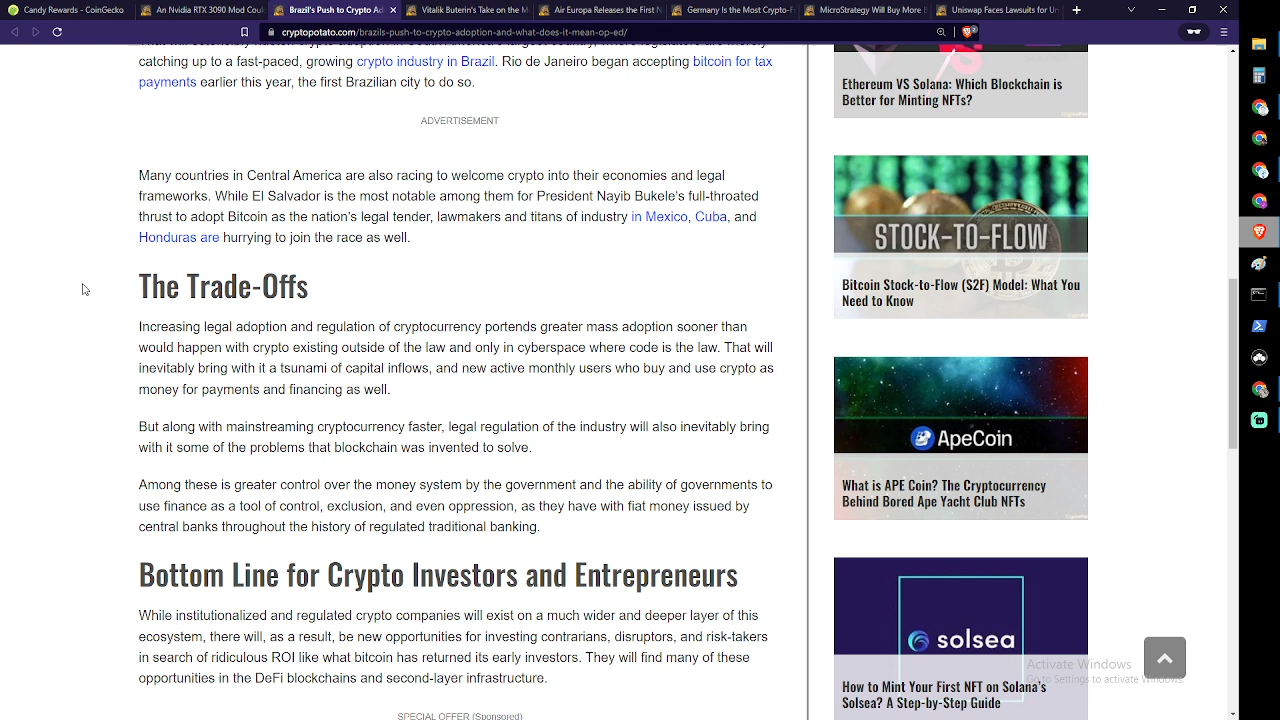 Candy Rewards - CoinGecko
An Nvidia RTX 3090 Mod Coul
Brazil's Push To Crypto Adop
Vitalik Buterin's Take on the M
Air Europa Releases the First N
Germany Is the Most Crypto-F
MicroStrategy Will Be Buying
Uniswap Lawsuits for Un
cryptopotato.com/brazils-push-to-crypto-adoption-and-what-does-it-mean-op-ed/
catching up to a fast-paced, growing crypto industry in Brazil. Rio de Janeiro began accepting bitcoin for tax
payments earlier this year, the first Brazilian city to do so.
ADVERTISEMENT
Many countries in Central America are also racing to welcome crypto into their economies and legal
frameworks. While El Salvador is the most notable among them for President Nayib Bukele's full-throated
thrust to adopt Bitcoin as the nation's legal tender, lawmakers and titans of industry in Mexico, Cuba, and
Honduras are hurrying to join the race as well.
The Trade-Offs
Increasing legal adoption and regulation of cryptocurrency portends greater mass adoption sooner than
would happen with crypto existing outside of the law and only in cyberspace where code is the law. That will
inevitably bring with it a tsunami of capital inflows, and new active monthly users who buy and use crypto as
money for payments and financing as well.
But along with mainstreaming cryptocurrency faster, legal regulation of the industry will also inevitably bring
with it some of the problems that blockchain was invented to solve.
Among these is greater control over the money system by the government and the ability of governments to
use finance as a tool of control, exclusion, and even oppression, as they have with fiat money issued by
central banks throughout the history of regulated traditional banking.
Bottom Line for Crypto Investors and Entrepreneurs
While institutional and regulatory adoption could result in a much wider and deeper growing layer of this
ecosystem, there will, as a result, be new opportunities for investing contrarians, disruptors, and risk-takers
in search of ridiculous ROI like what bitcoin has returned to its early investors. They will find many of these
opportunities in the DeFi blockchains and second-layer infrastructure.
SPECIAL OFFER (Sponsored)
Ethereum VS Solana: Which Blockchain is
Better for Minting NFTs?
STOCK-TO-FLOW
Bitcoin Stock-to-Flow (S2F) Model: What You
Need to Know
ApeCoin
What is APE Coin? The Cryptocurrency
Behind Bored Ape Yacht Club NFTs
solsea
How to Mint Your First NFT on Solana's
Solsea? A Step-by-Step Guide
Activate Windows
Go to Settings to activate Windows.